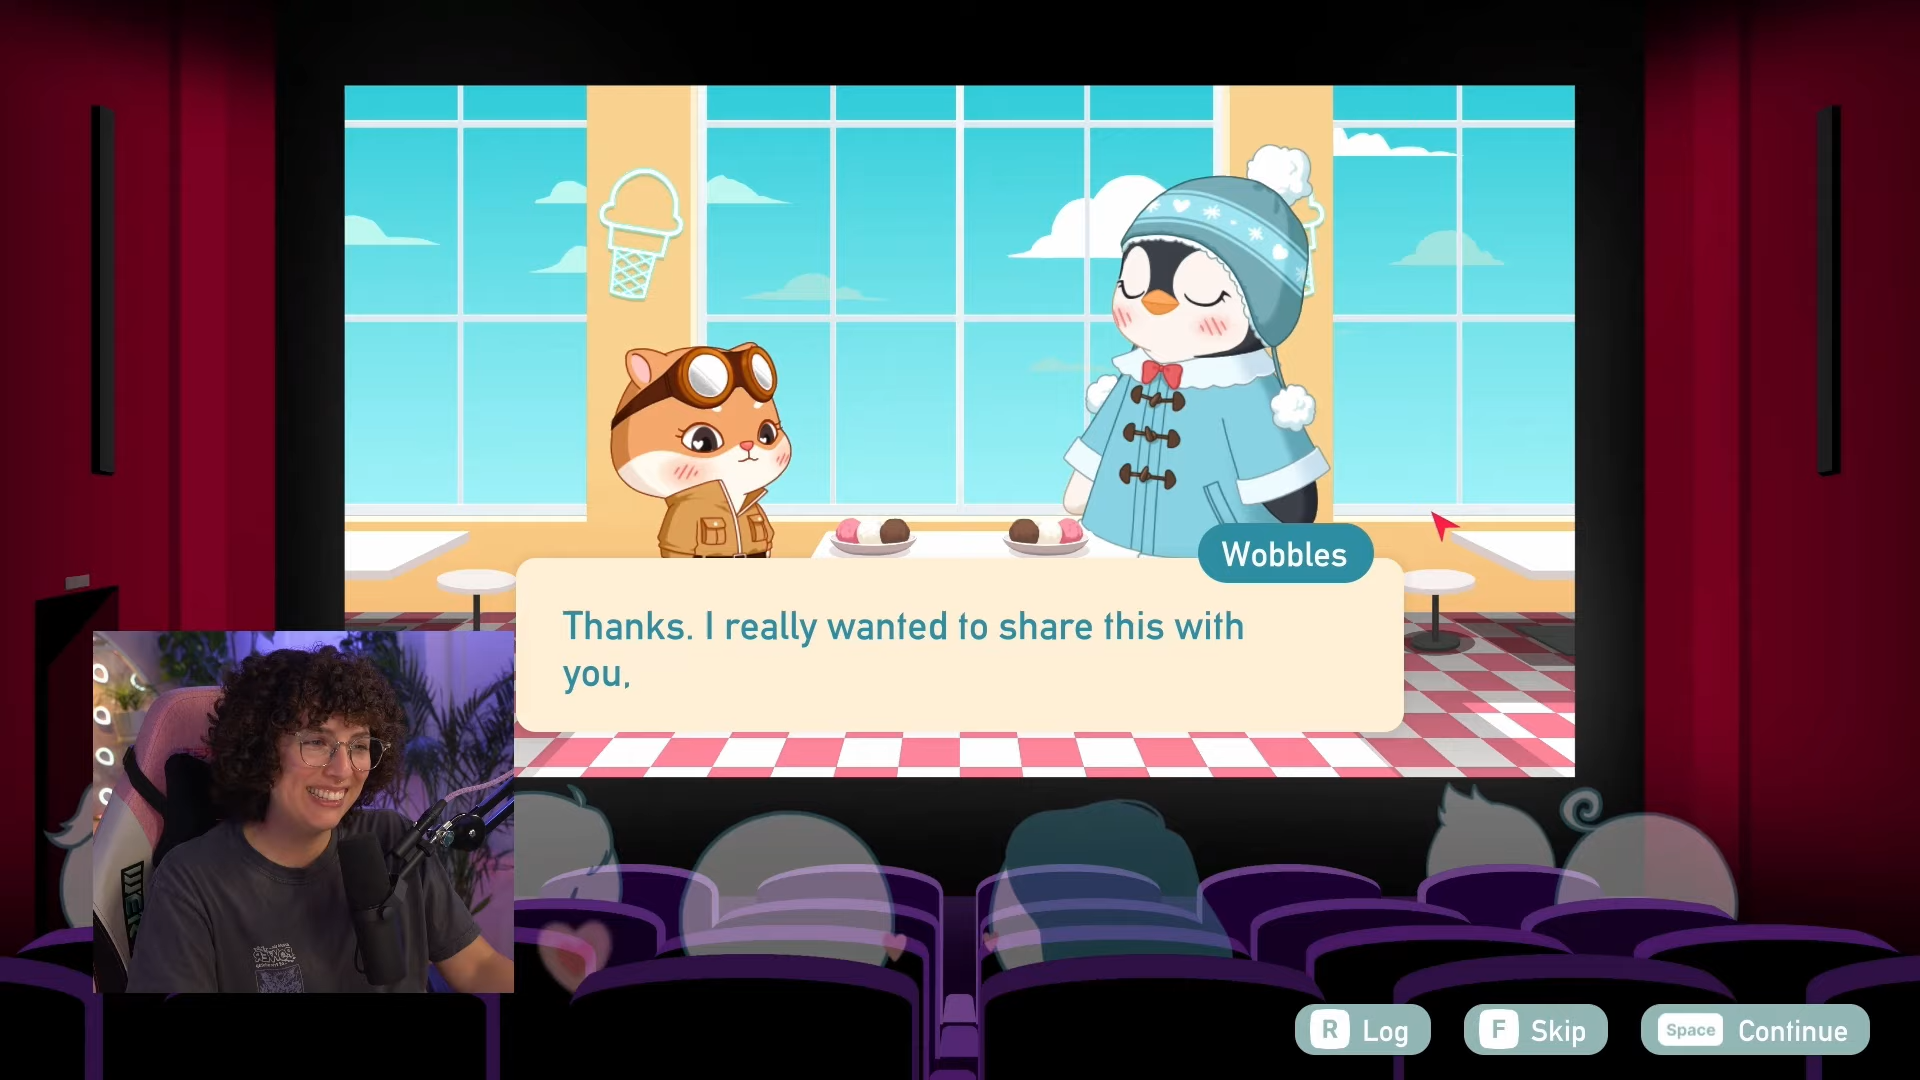 Wobbles
Thanks. I really wanted to share this with
you,
R Log
F Skip
Space Continue